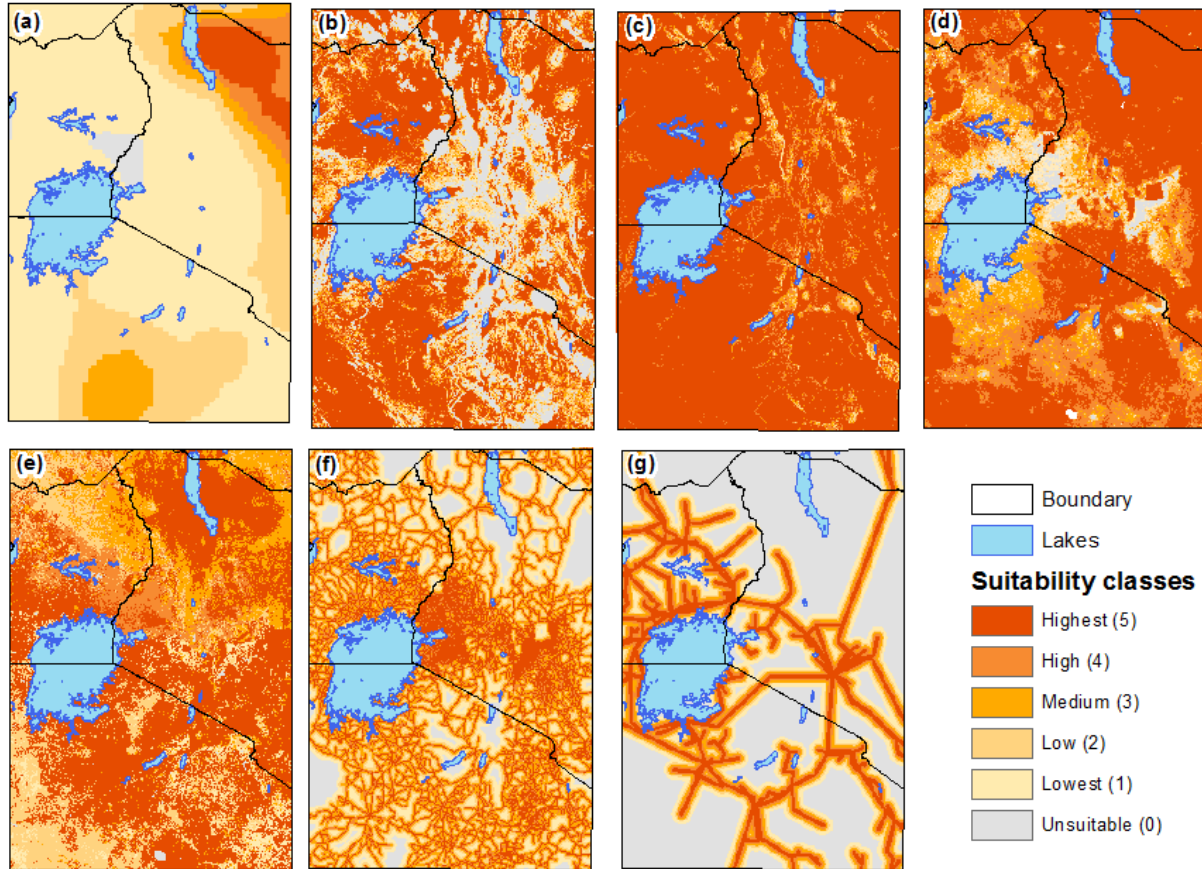 (a)
(b)
(c)
(d)
(e)
(f)
(g)
Boundary
Lakes
Suitability classes
Highest (5)
High (4)
Medium (3)
Low (2)
Lowest (1)
Unsuitable (0)